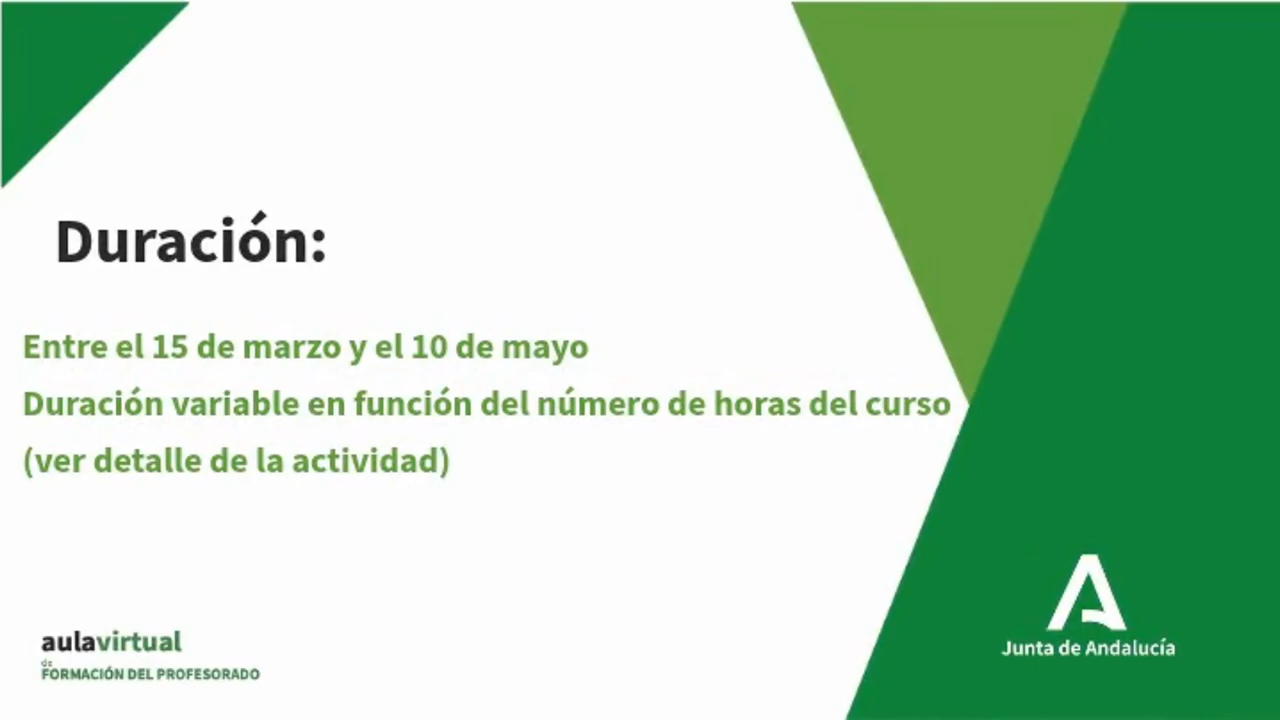 Duración:
Entre el 15 de marzo y el 10 de mayo
Duración variable en función del número de horas del curso
(ver detalle de la actividad)
aulavirtual
de
FORMACIÓN DEL PROFESORADO
Junta de Andalucía